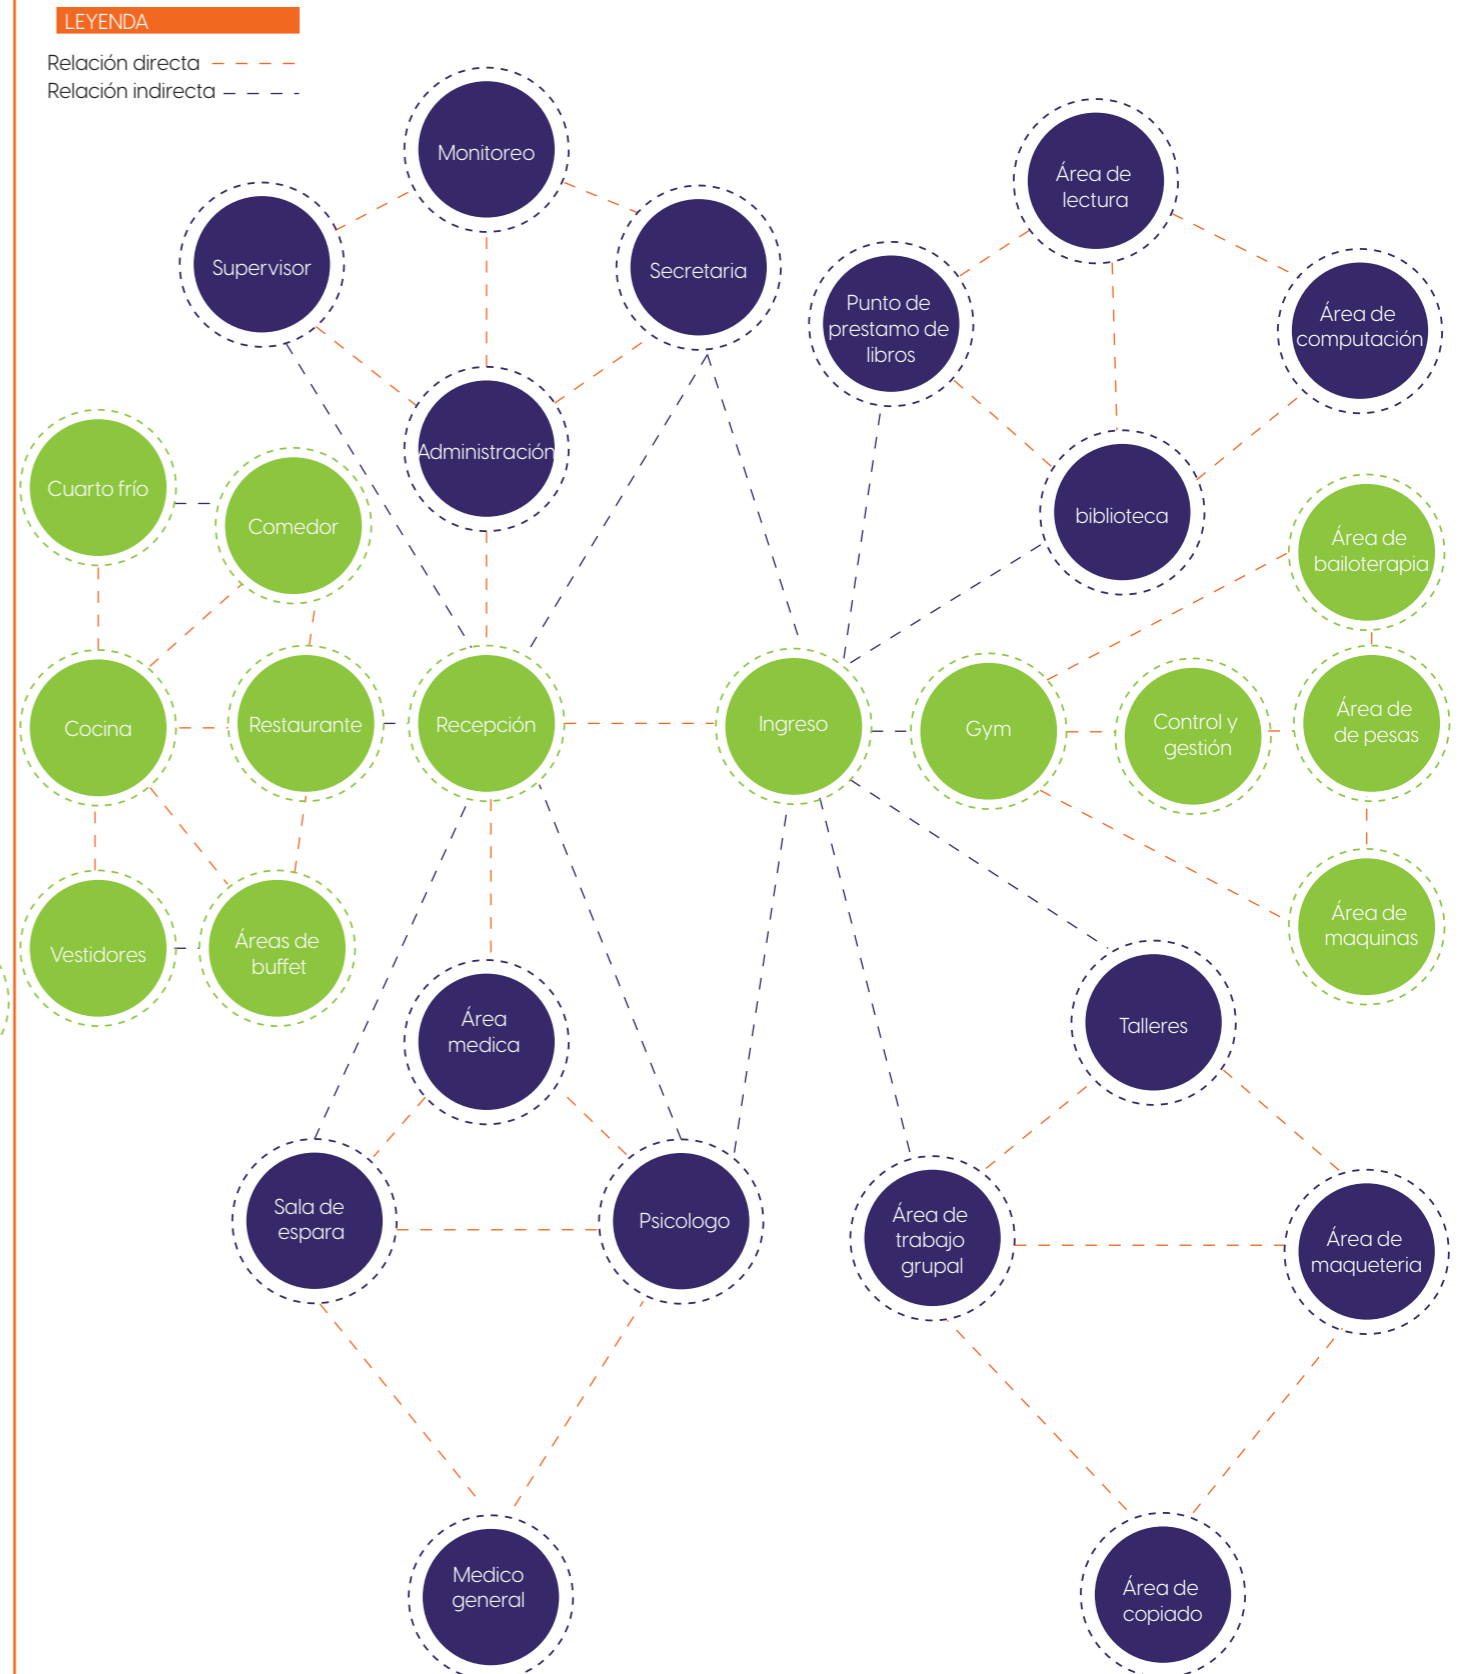 LEYENDA
Relación directa
Relación indirecta
Monitoreo
Supervisor
Secretaria
Administración
Área de
lectura
Punto de
prestamo de
libros
Área de
computación
biblioteca
Cuarto frío
Comedor
Cocina
Restaurante
Recepción
Ingreso
Gym
Control y
gestión
Área de
bailoterapia
Área de
de pesas
Área de
maquinas
Vestidores
Áreas de
buffet
Área
medica
Sala de
espara
Psicologo
Medico
general
Talleres
Área de
trabajo
grupal
Área de
maqueteria
Área de
copiado